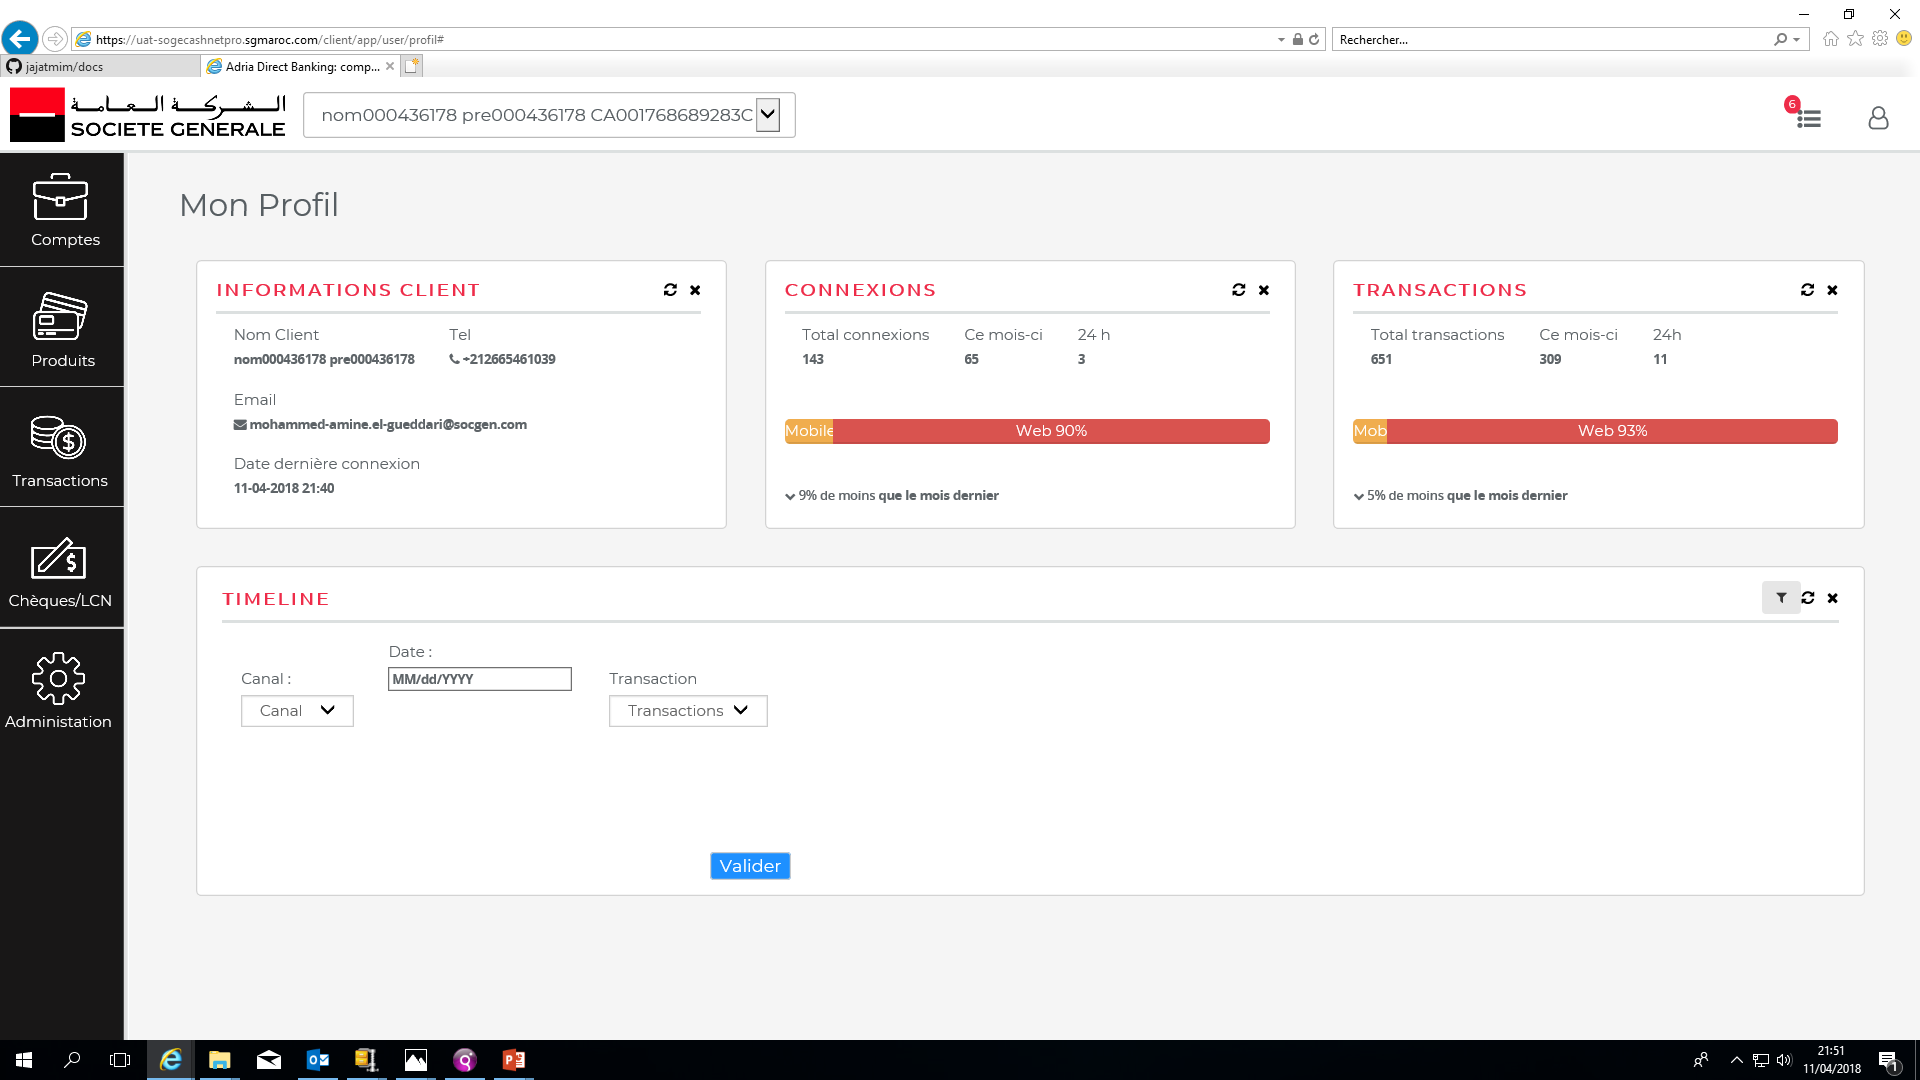 https://uat-sogecashnetpro.sgmaroc.com/client/app/user/profil#
Rechercher...
jajatmim/docs
Adria Direct Banking: comp...
الشركة العامة
SOCIETE GENERALE
nom000436178 pre000436178 CA001768689283C
6
Comptes
Produits
Transactions
Chèques/LCN
Administation
Mon Profil
INFORMATIONS CLIENT
Nom Client Tel
nom000436178 pre000436178 +212665461039
Email
mohammed-amine.el-gueddari@socgen.com
Date dernière connexion
11-04-2018 21:40
CONNEXIONS
Total connexions Ce mois-ci 24 h
143 65 3
Mobile Web 90%
9% de moins que le mois dernier
TRANSACTIONS
Total transactions Ce mois-ci 24h
651 309 11
Mob Web 93%
5% de moins que le mois dernier
TIMELINE
Date :
MM/dd/YYYY
Canal :
Canal
Transaction
Transactions
Valider
21:51
11/04/2018
1